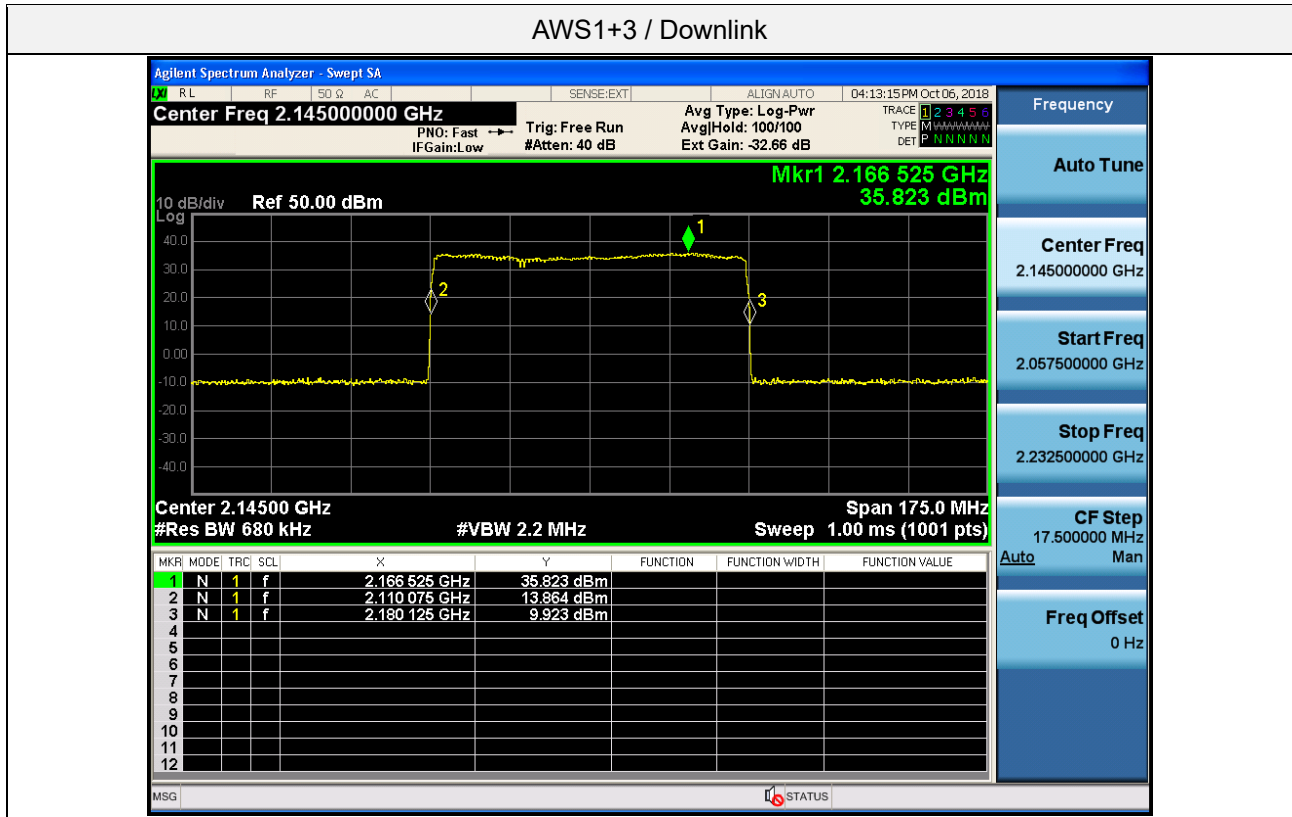 AWS1+3 / Downlink
Agilent Spectrum Analyzer - Swept SA
LXI RL RF 50 Ω AC SENSE:EXT ALIGN AUTO 04:13:15 PM Oct 06, 2018
Center Freq 2.145000000 GHz
PNO: Fast
IFGain:Low
Trig: Free Run
#Atten: 40 dB
Avg Type: Log-Pwr
Avg|Hold: 100/100
Ext Gain: -32.66 dB
TRACE 1 2 3 4 5 6
TYPE M
DET P N N N N N
Mkr1 2.166 525 GHz
35.823 dBm
10 dB/div Ref 50.00 dBm
Log
40.0
30.0
20.0
10.0
0.00
-10.0
-20.0
-30.0
-40.0
1
2
3
Center 2.14500 GHz Span 175.0 MHz
#Res BW 680 kHz #VBW 2.2 MHz Sweep 1.00 ms (1001 pts)
MKR MODE TRC SCL X Y FUNCTION FUNCTION WIDTH FUNCTION VALUE
1 N 1 f 2.166 525 GHz 35.823 dBm
2 N 1 f 2.110 075 GHz 13.864 dBm
3 N 1 f 2.180 125 GHz 9.923 dBm
4
5
6
7
8
9
10
11
12
MSG STATUS
Frequency
Auto Tune
Center Freq
2.145000000 GHz
Start Freq
2.057500000 GHz
Stop Freq
2.232500000 GHz
CF Step
17.500000 MHz
Auto Man
Freq Offset
0 Hz